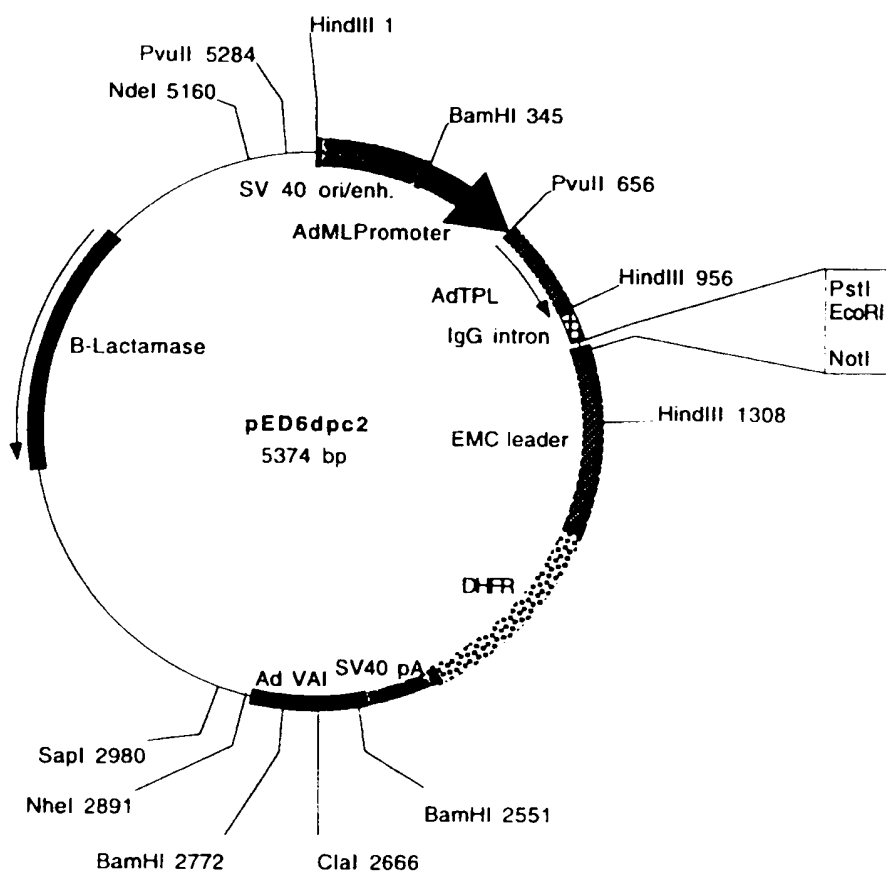 HindIII 1
PvuII 5284
NdeI 5160
BamHI 345
SV 40 ori/enh.
PvuII 656
AdMLPromoter
HindIII 956
AdTPL
PstI
EcoRI
IgG intron
B-Lactamase
NotI
pED6dpc2
HindIII 1308
EMC leader
5374 bp
DHFR
SV40 pA
Ad VAI
SapI 2980
NheI 2891
BamHI 2551
BamHI 2772
ClaI 2666